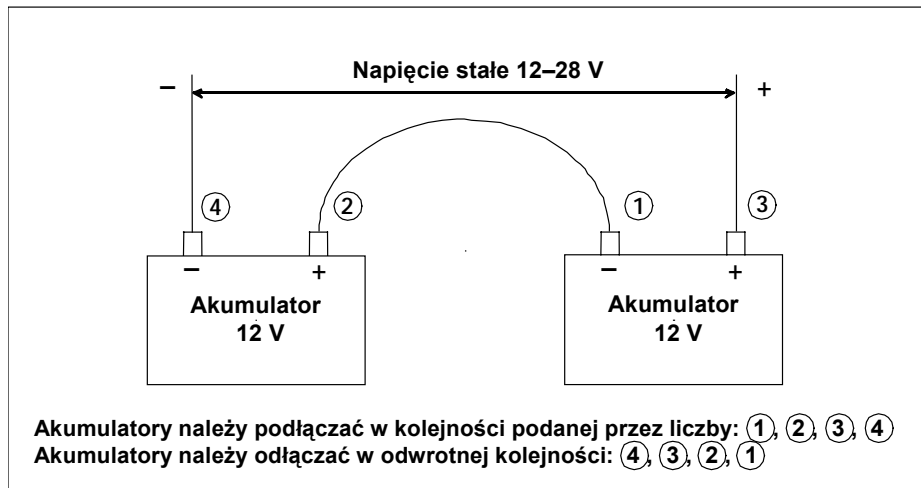 Napięcie stałe 12–28 V
– +
4 2 1 3
– + – +
Akumulator Akumulator
12 V 12 V
Akumulatory należy podłączać w kolejności podanej przez liczby: 1, 2, 3, 4
Akumulatory należy odłączać w odwrotnej kolejności: 4, 3, 2, 1